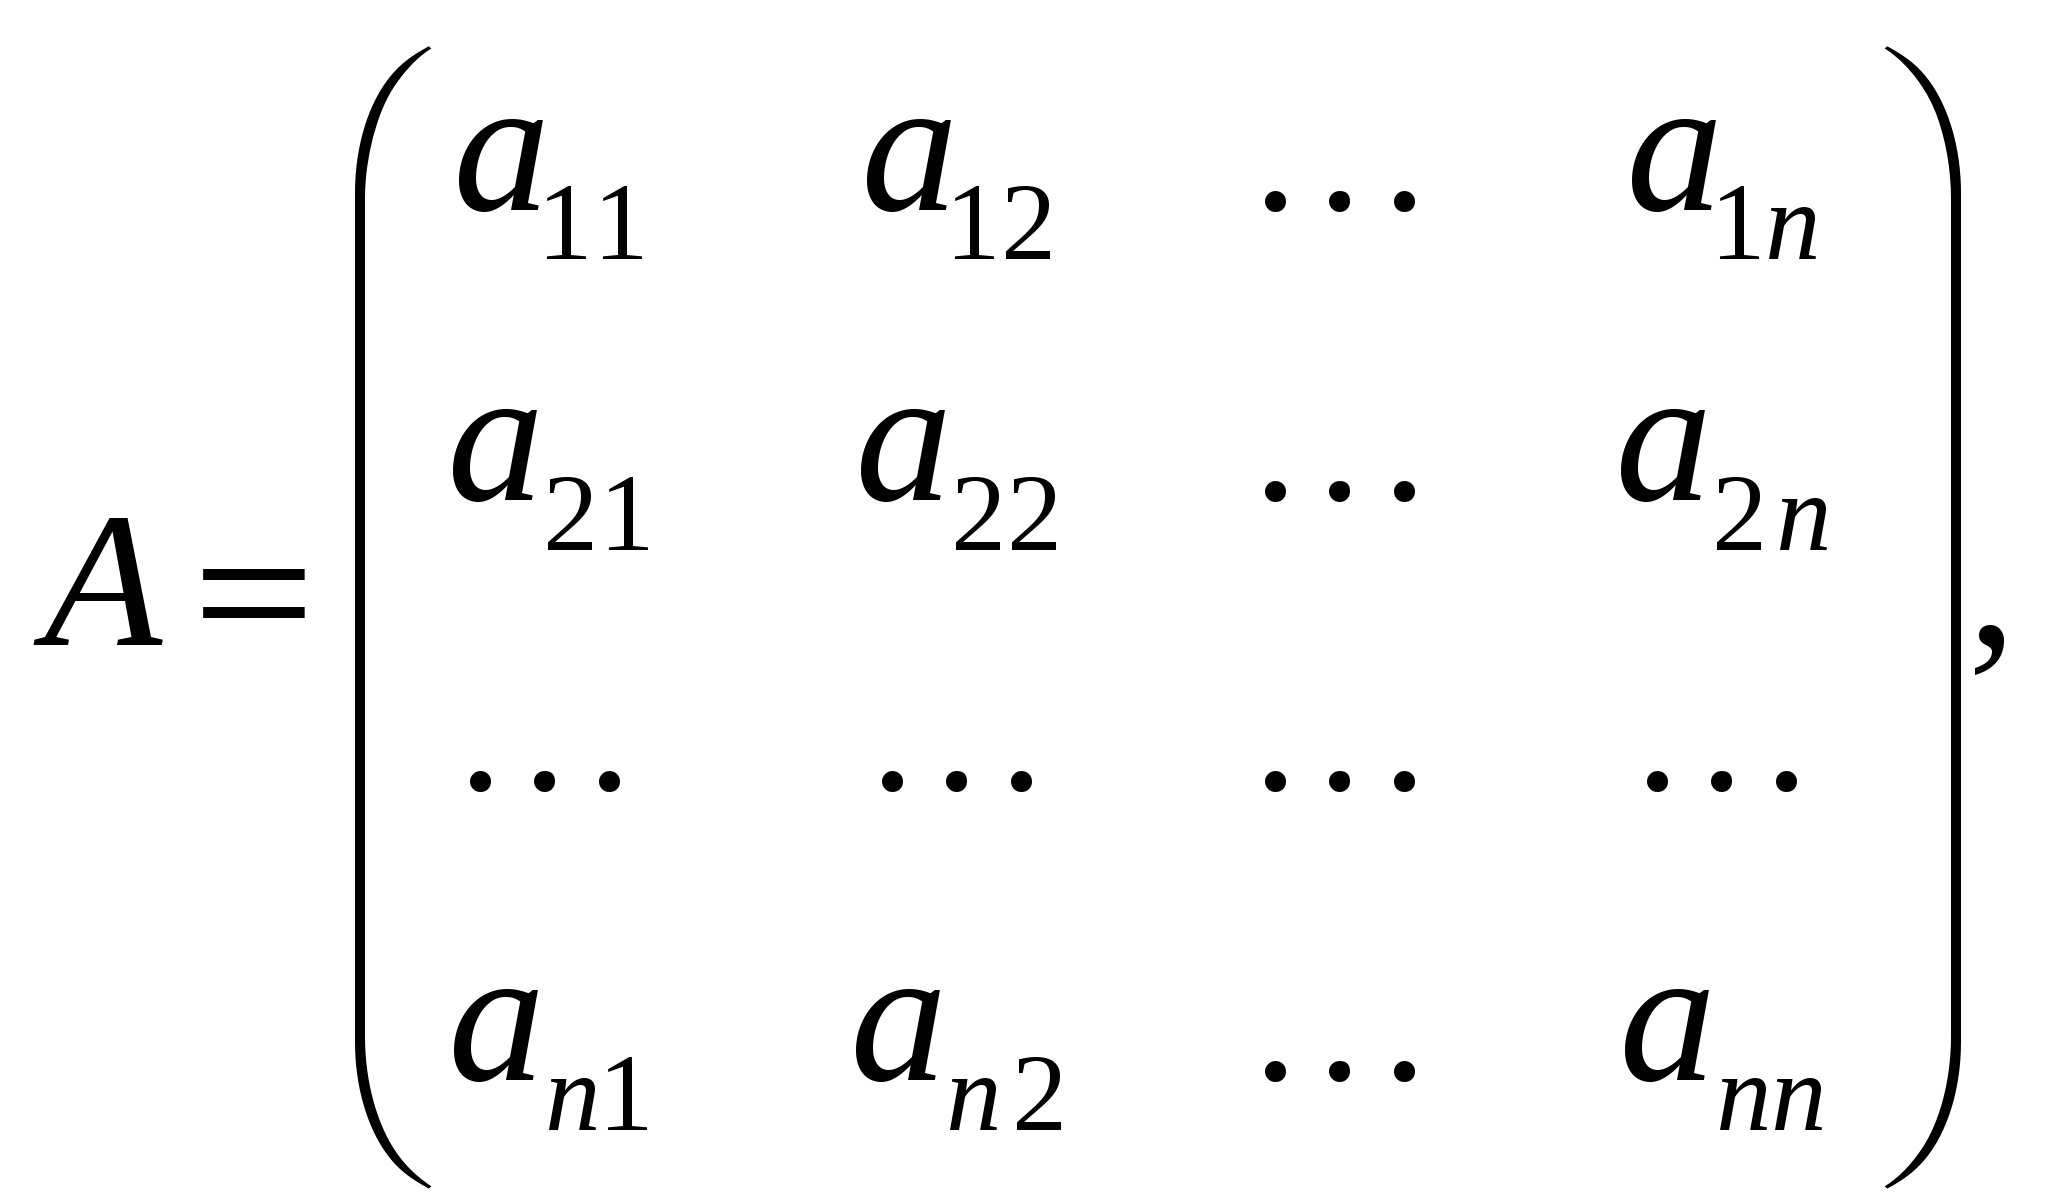 a₁₁ a₁₂ … a₁ₙ
a₂₁ a₂₂ … a₂ₙ
A = ( ) ,
… … … …
aₙ₁ aₙ₂ … aₙₙ